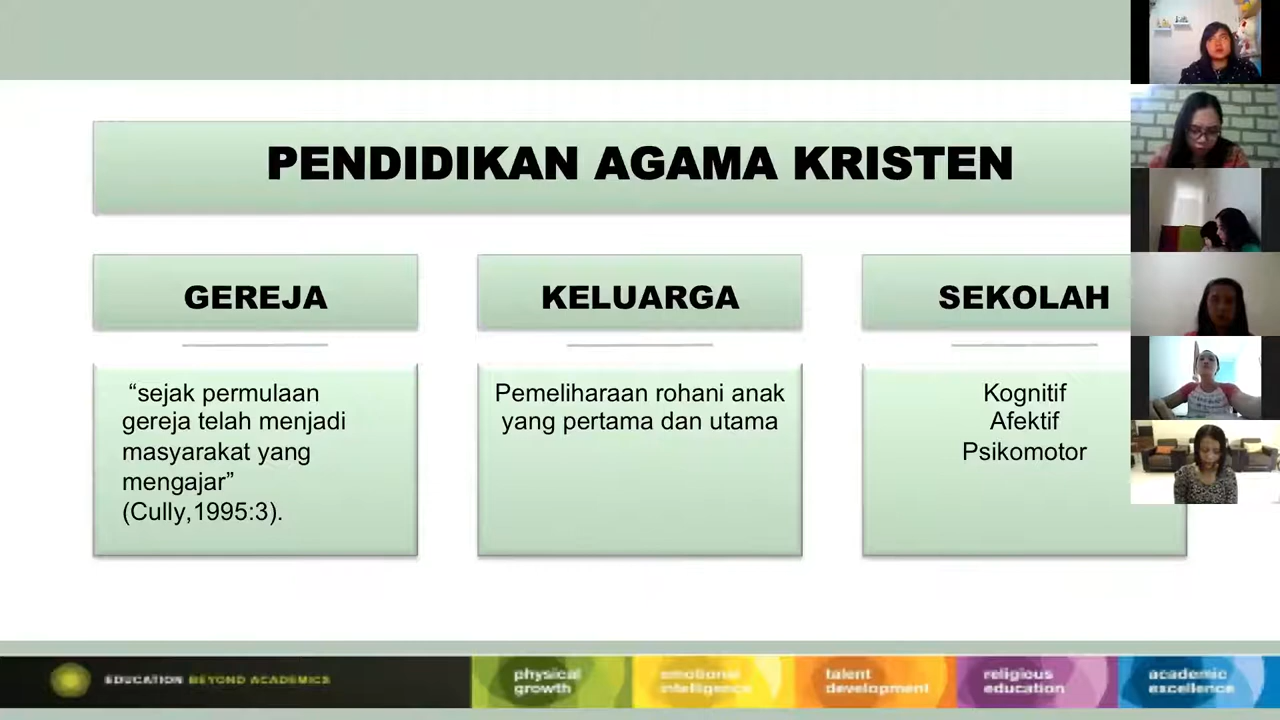 PENDIDIKAN AGAMA KRISTEN
GEREJA
“sejak permulaan
gereja telah menjadi
masyarakat yang
mengajar”
(Cully,1995:3).
KELUARGA
Pemeliharaan rohani anak
yang pertama dan utama
SEKOLAH
Kognitif
Afektif
Psikomotor
EDUCATION BEYOND ACADEMICS
physical
growth
emotional
intelligence
talent
development
religious
education
academic
excellence